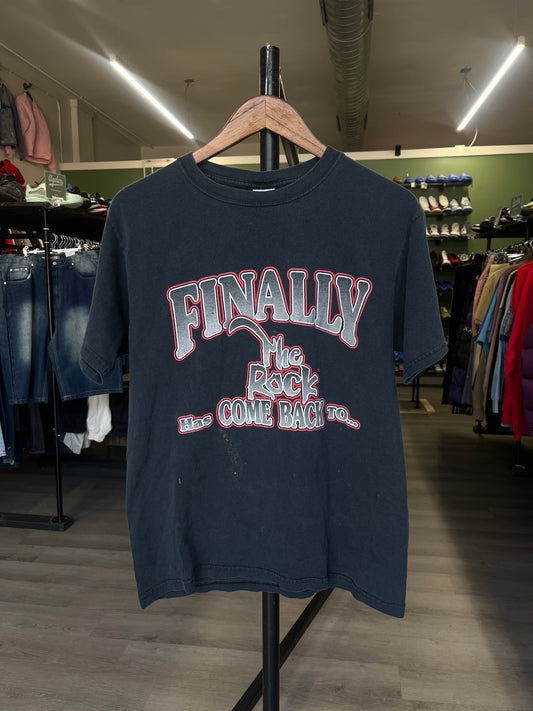 FINALLY
The
Rock
Has COME BACK TO...